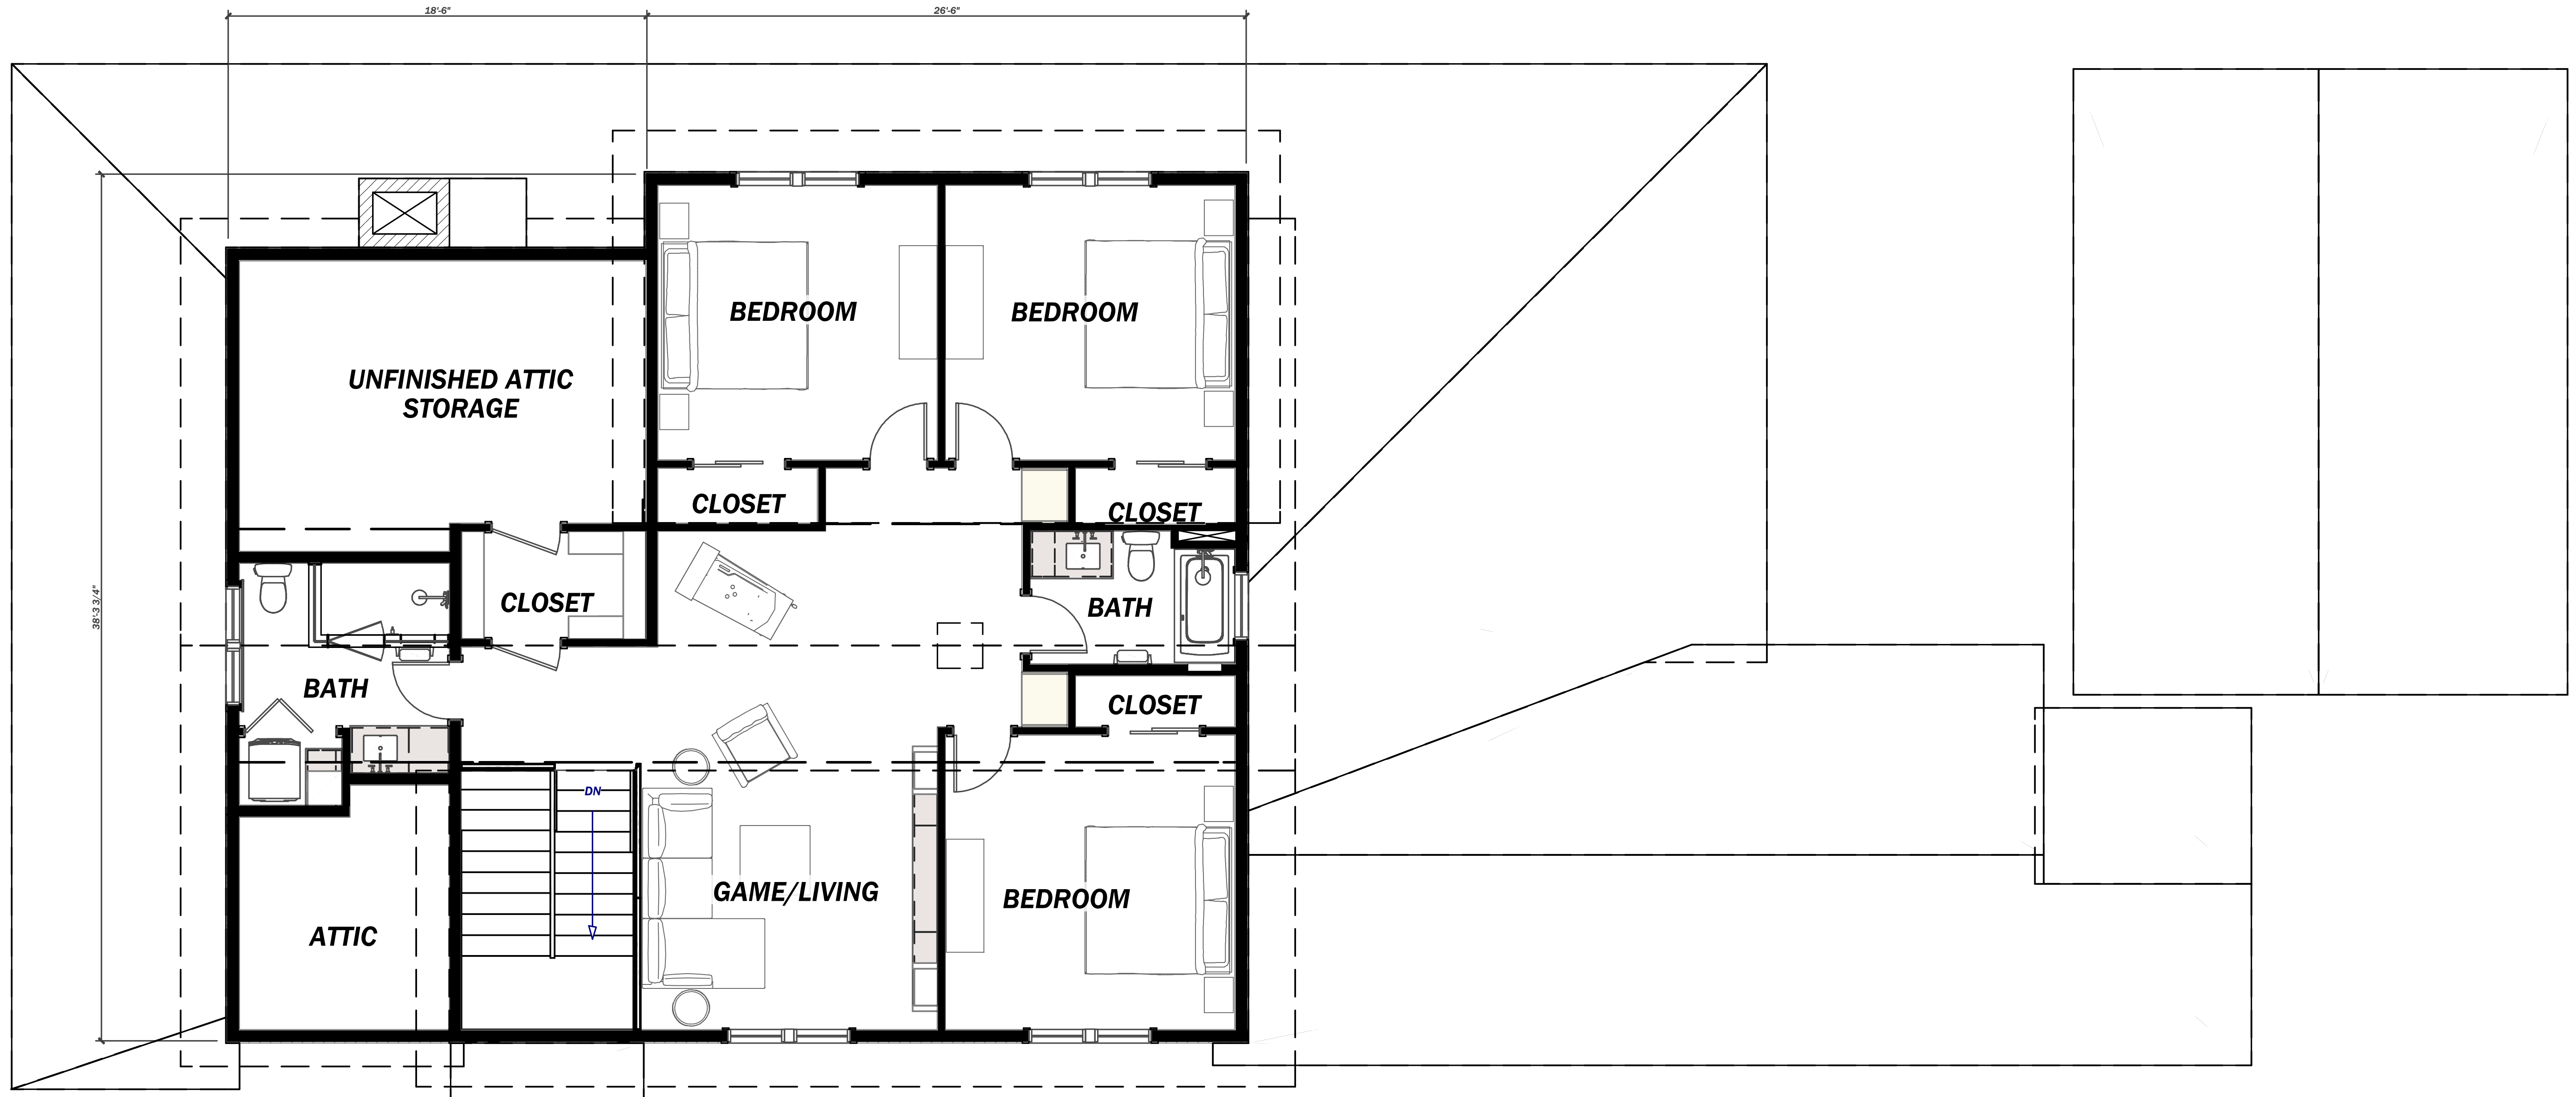 18'-6"
26'-6"
BEDROOM
BEDROOM
UNFINISHED ATTIC
STORAGE
CLOSET
CLOSET
38'-3 3/4"
CLOSET
BATH
BATH
CLOSET
DN
GAME/LIVING
BEDROOM
ATTIC